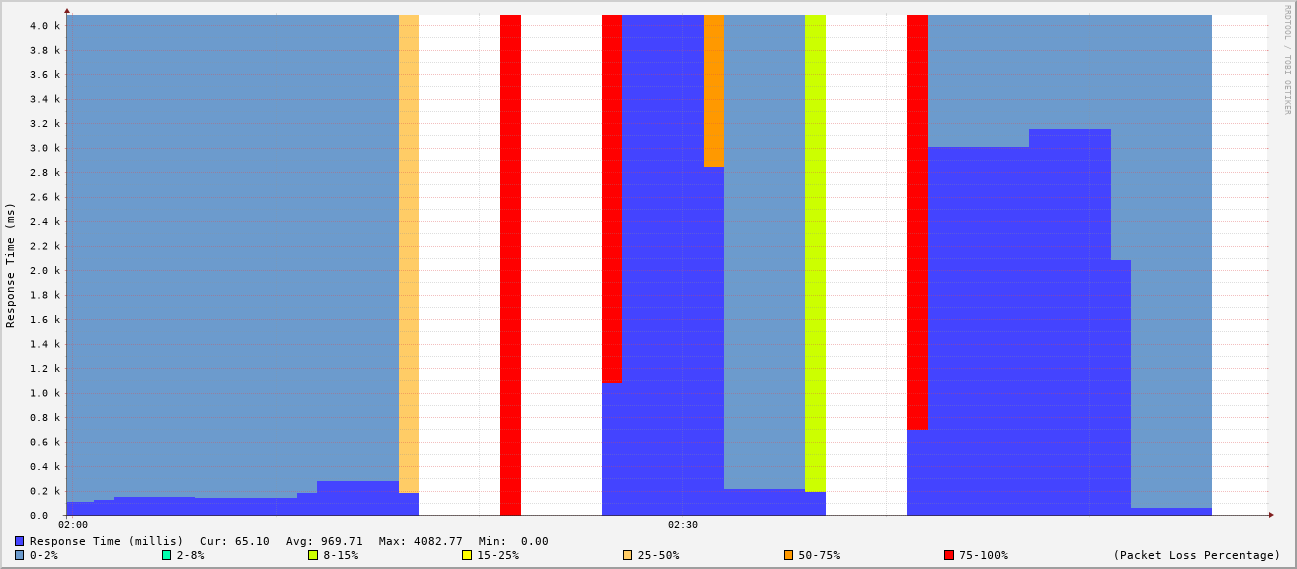 RRDTOOL / TOBI OETIKER
Response Time (ms)
4.0 k
3.8 k
3.6 k
3.4 k
3.2 k
3.0 k
2.8 k
2.6 k
2.4 k
2.2 k
2.0 k
1.8 k
1.6 k
1.4 k
1.2 k
1.0 k
0.8 k
0.6 k
0.4 k
0.2 k
0.0
02:00 02:30
Response Time (millis) Cur: 65.10 Avg: 969.71 Max: 4082.77 Min: 0.00
0-2% 2-8% 8-15% 15-25% 25-50% 50-75% 75-100% (Packet Loss Percentage)